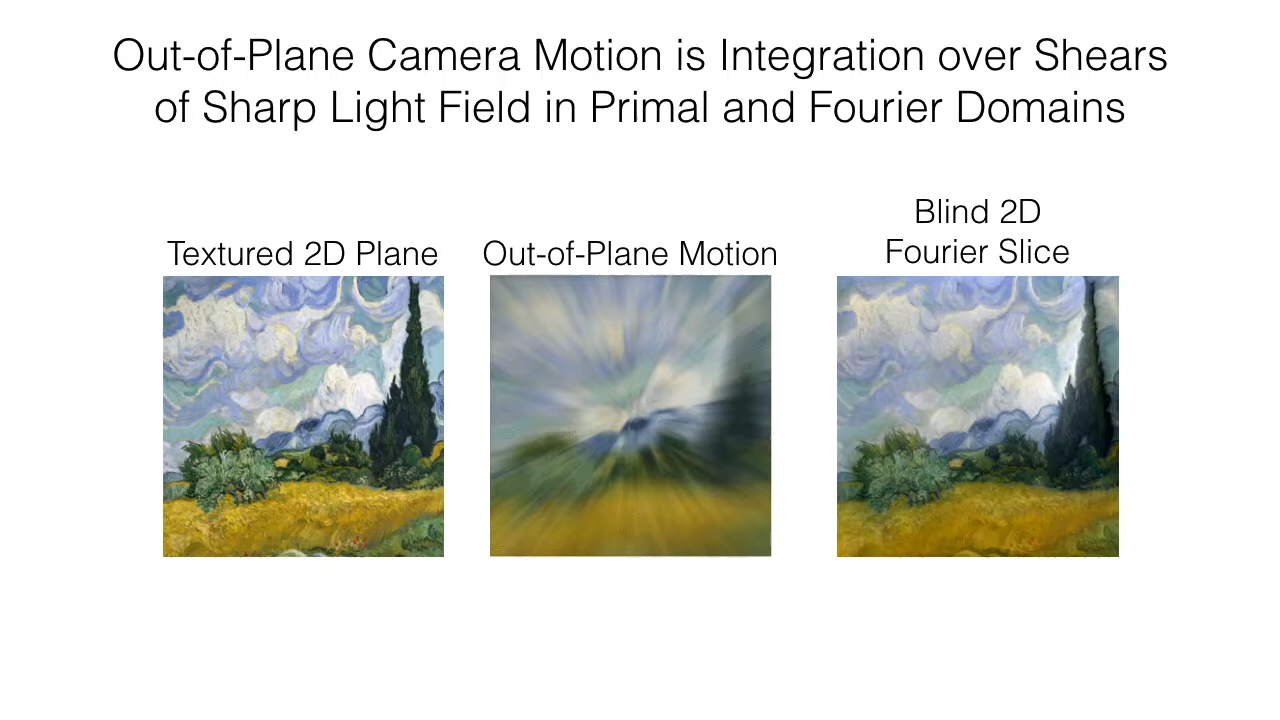 Out-of-Plane Camera Motion is Integration over Shears
of Sharp Light Field in Primal and Fourier Domains
Textured 2D Plane
Out-of-Plane Motion
Blind 2D
Fourier Slice